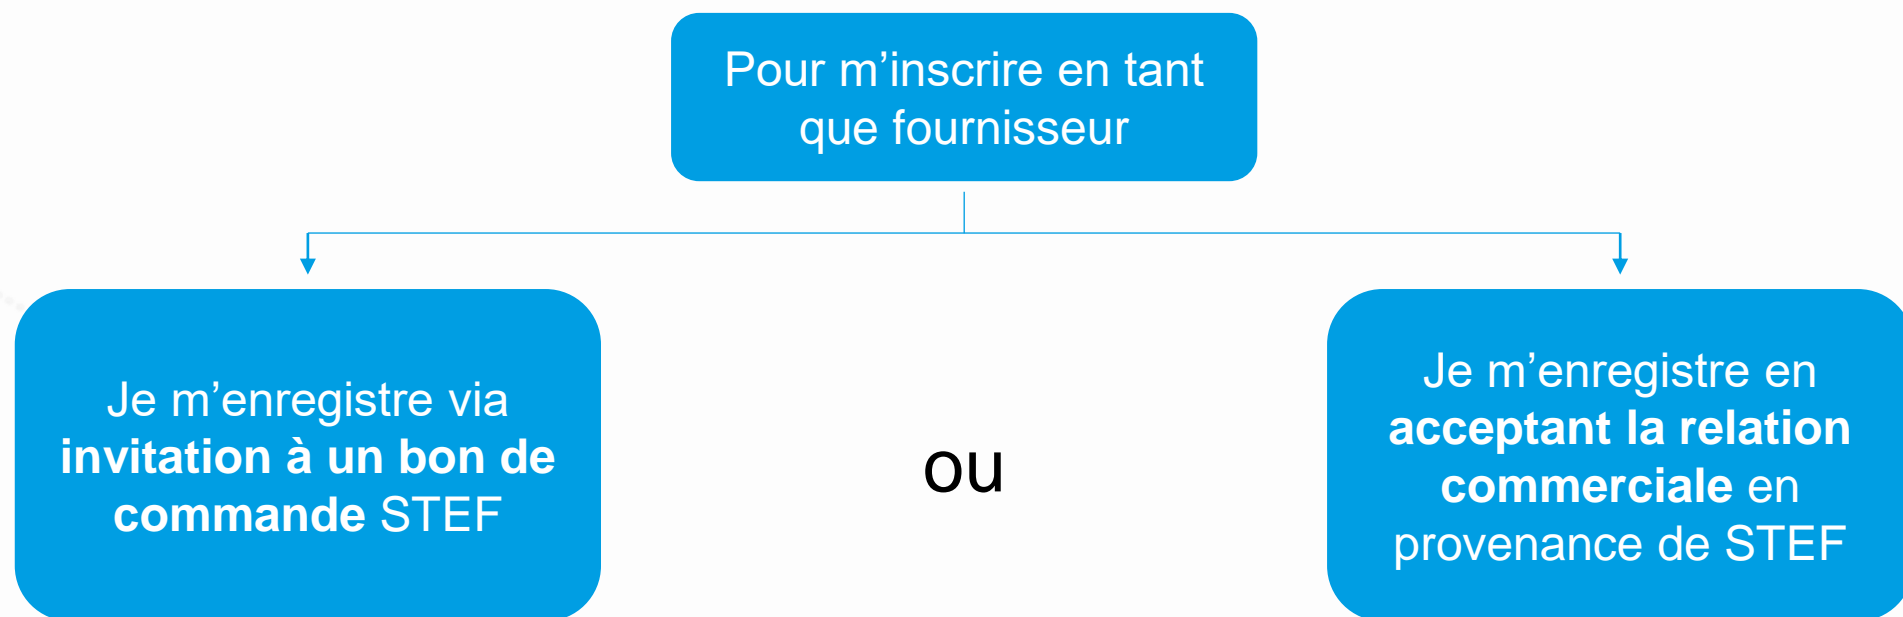 Pour m’inscrire en tant
que fournisseur
Je m’enregistre via
invitation à un bon de
commande STEF
ou
Je m’enregistre en
acceptant la relation
commerciale en
provenance de STEF